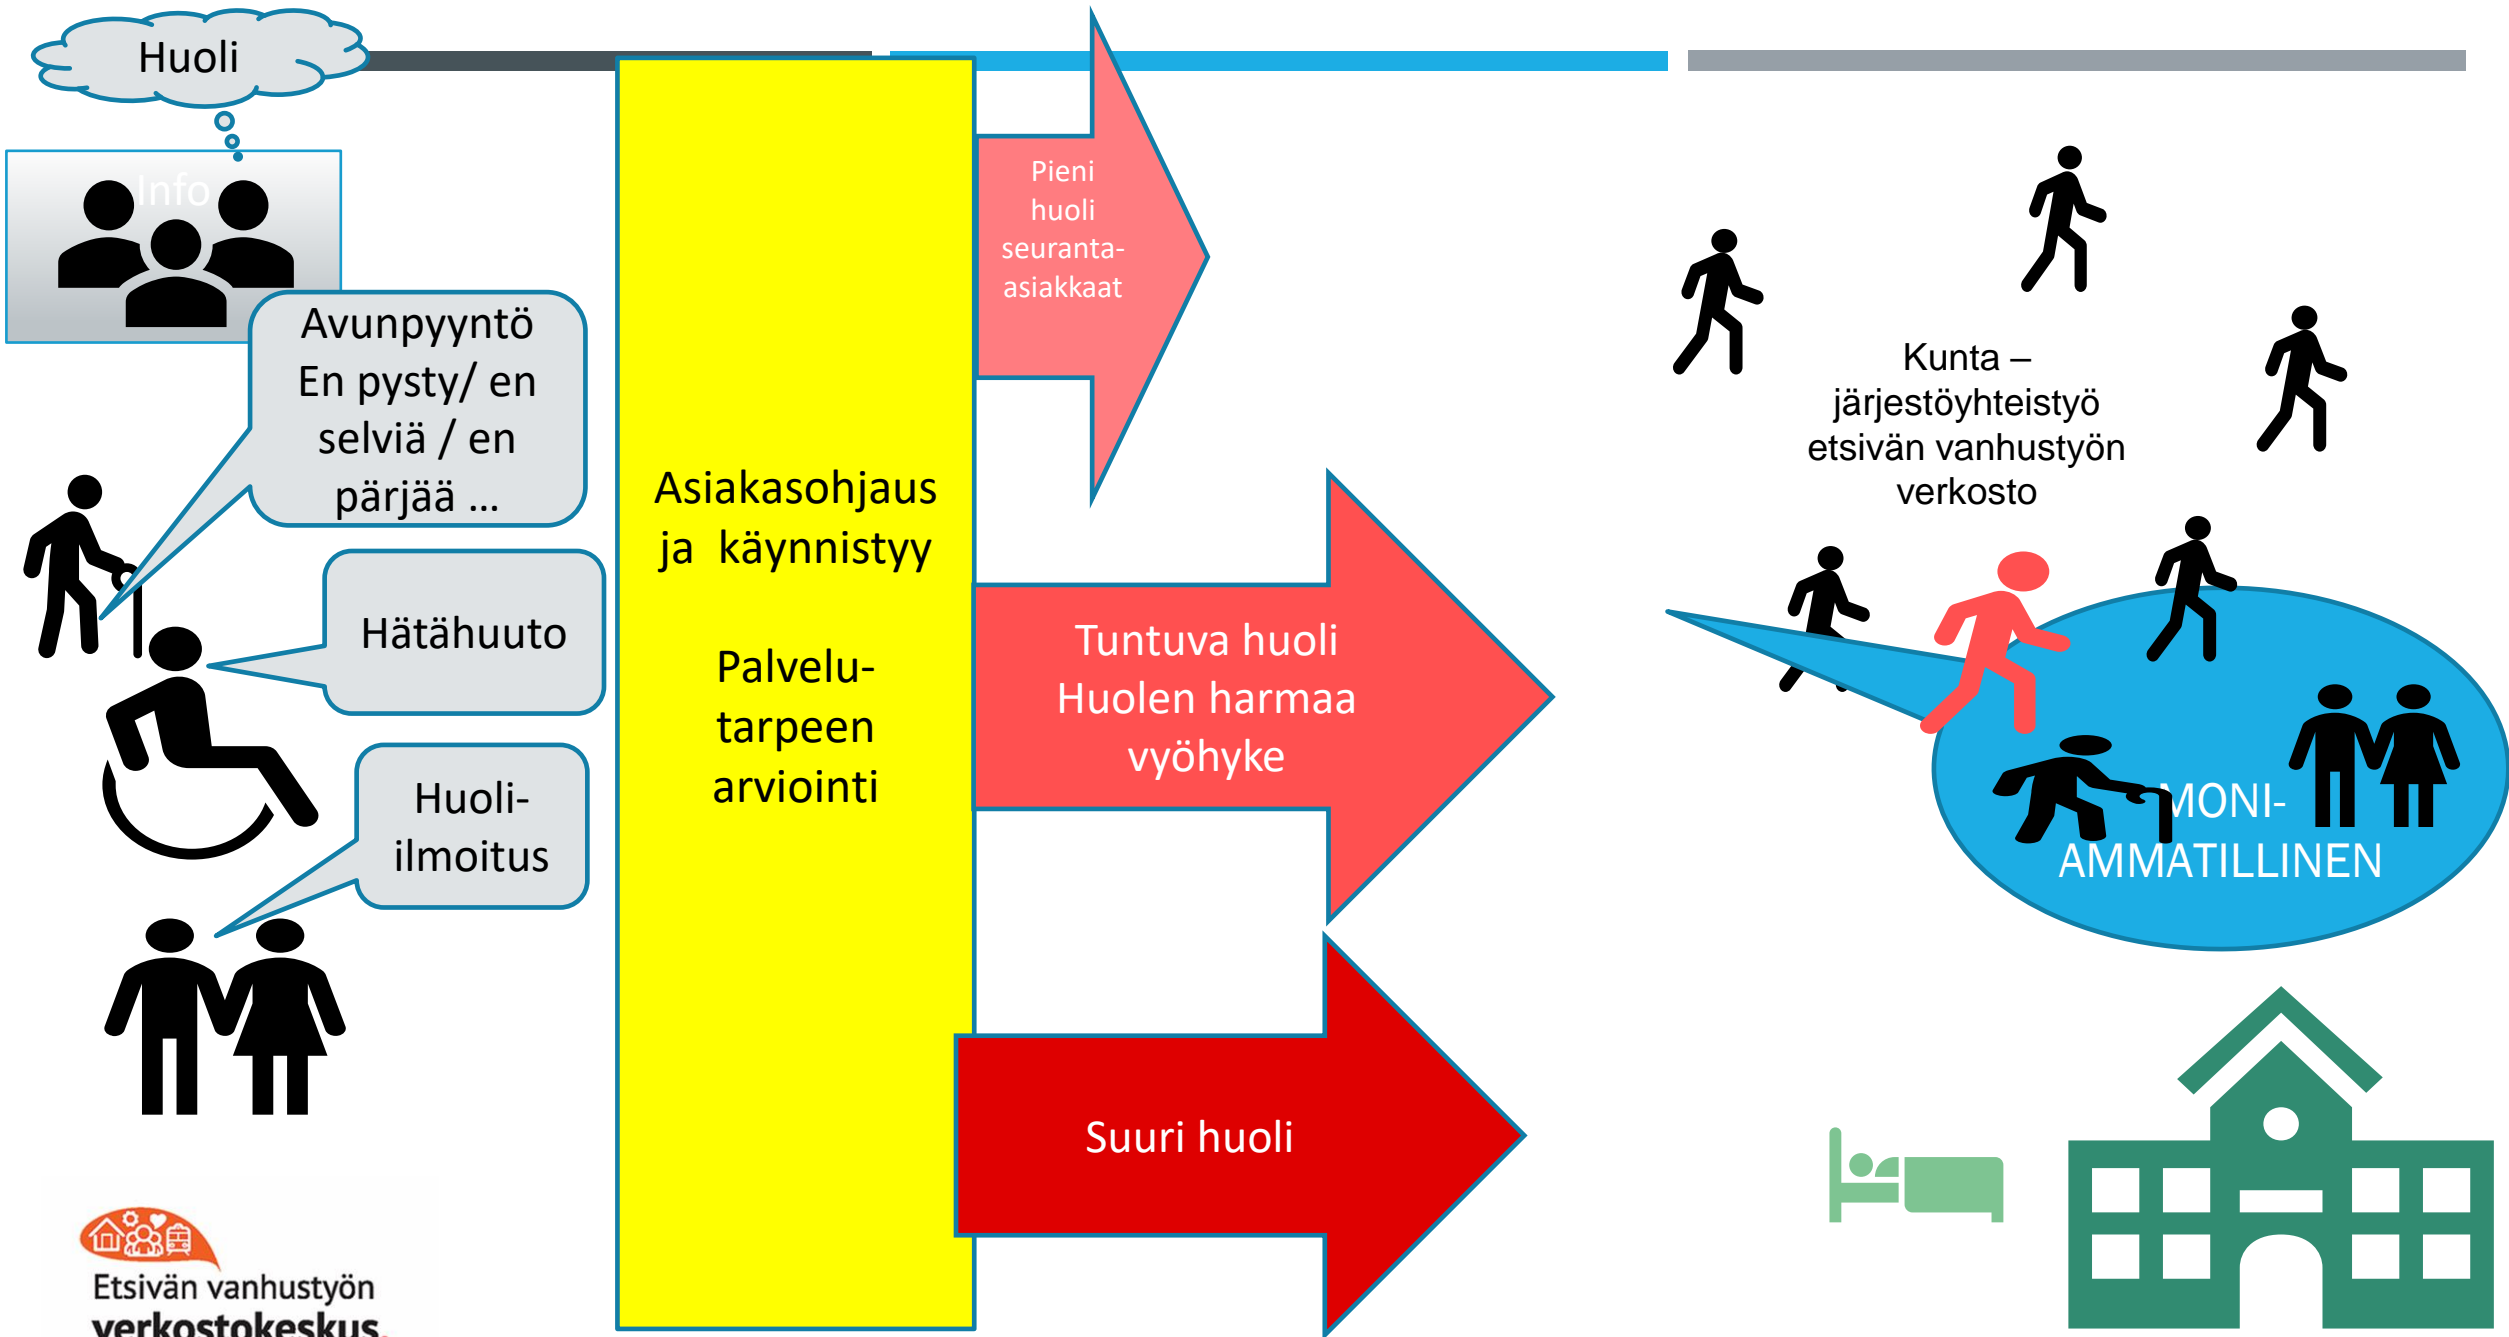 Huoli
Info
Avunpyyntö
En pysty/ en
selviä / en
pärjää ...
Hätähuuto
Huoli-
ilmoitus
Asiakasohjaus
ja käynnistyy
Palvelu-
tarpeen
arviointi
Pieni
huoli
seuranta-
asiakkaat
Tuntuva huoli
Huolen harmaa
vyöhyke
Suuri huoli
Kunta –
järjestöyhteistyö
etsivän vanhustyön
verkosto
MONI-
AMMATILLINEN
Etsivän vanhustyön
verkostokeskus.